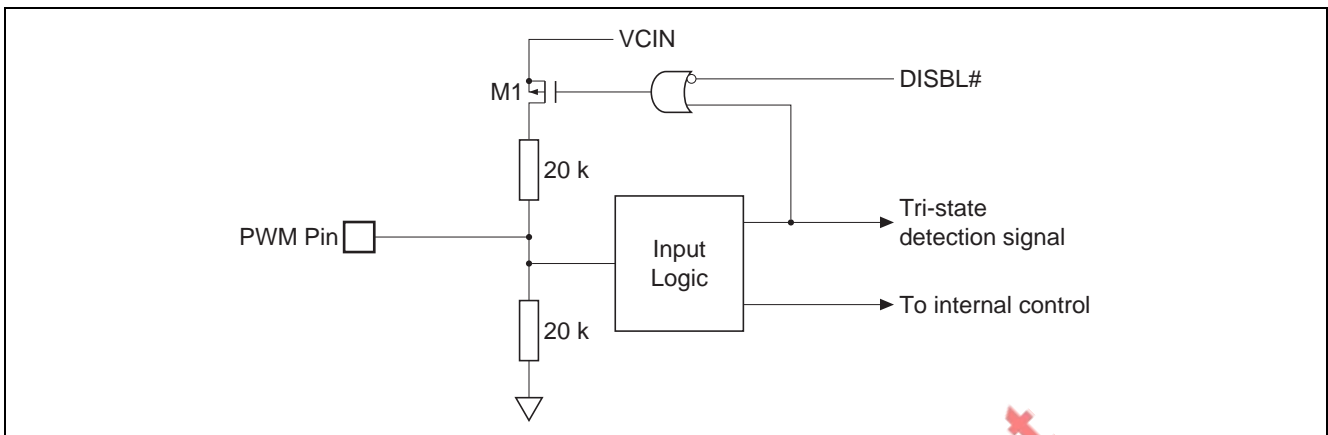 VCIN
DISBL#
M1
20 k
Tri-state
detection signal
PWM Pin
Input
Logic
To internal control
20 k